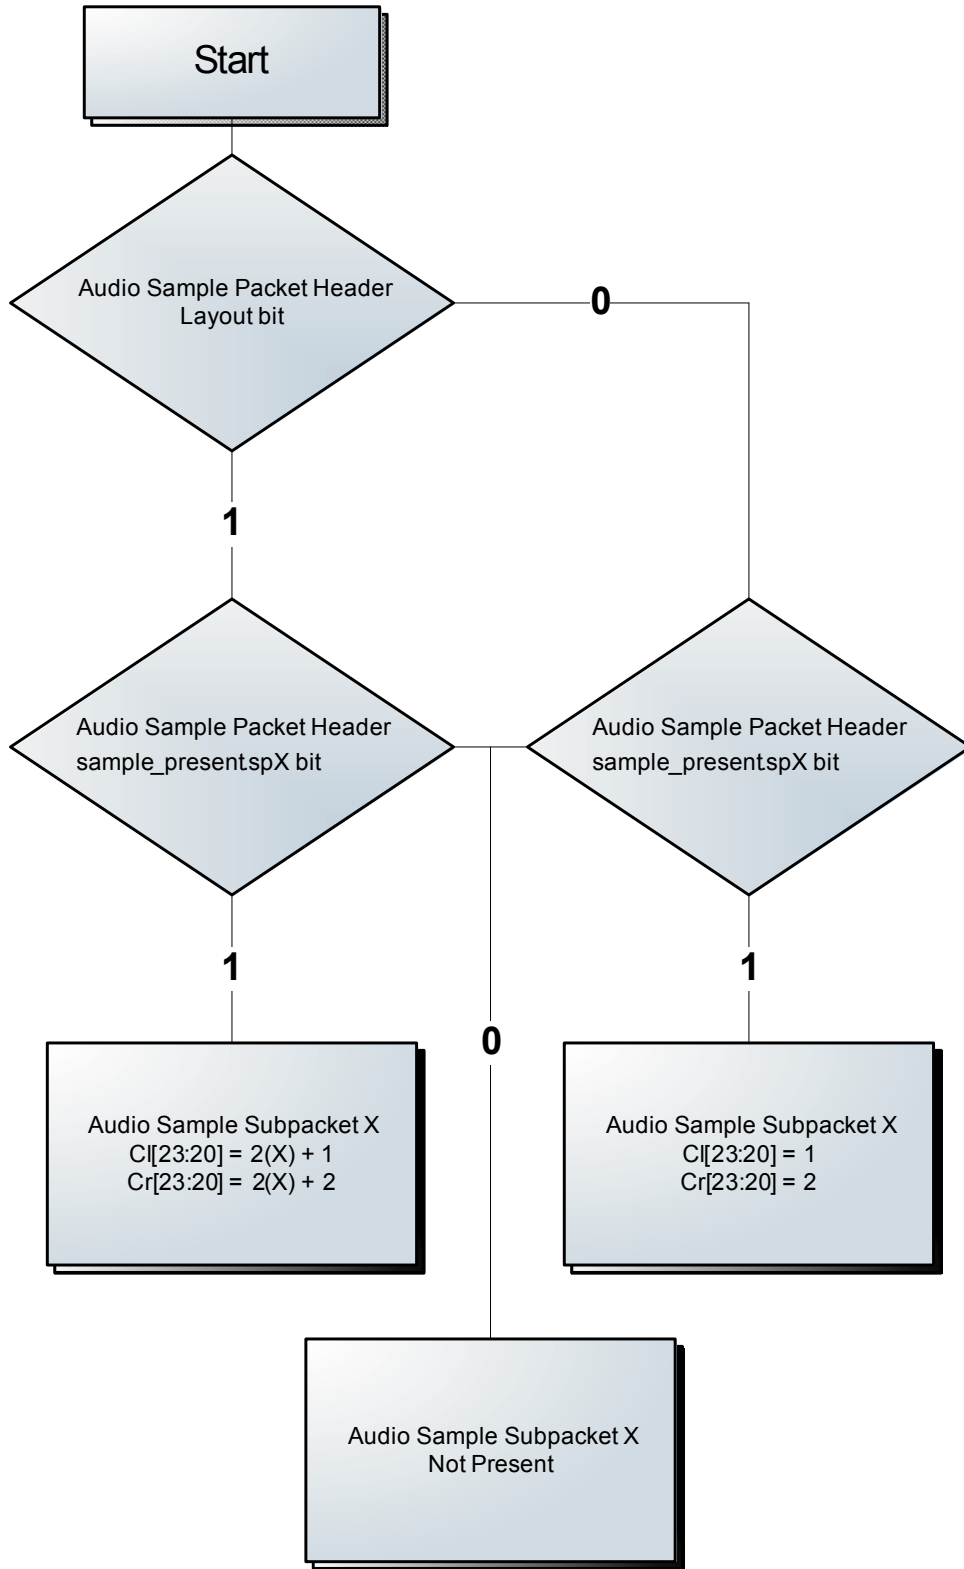 Start
Audio Sample Packet Header
Layout bit
0
1
Audio Sample Packet Header
sample_present.spX bit
Audio Sample Packet Header
sample_present.spX bit
1
0
1
Audio Sample Subpacket X
Cl[23:20] = 2(X) + 1
Cr[23:20] = 2(X) + 2
Audio Sample Subpacket X
Cl[23:20] = 1
Cr[23:20] = 2
Audio Sample Subpacket X
Not Present